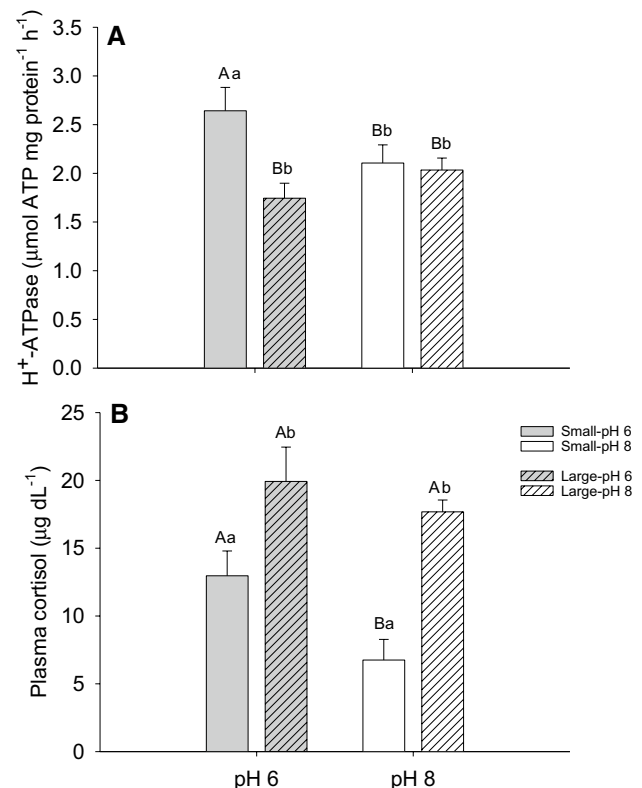 A
H⁺-ATPase (μmol ATP mg protein⁻¹ h⁻¹)
3.5
3.0
2.5
2.0
1.5
1.0
0.5
0.0
Aa
Bb
Bb
Bb
B
Plasma cortisol (μg dL⁻¹)
25
20
15
10
5
0
Aa
Ab
Ba
Ab
Small-pH 6
Small-pH 8
Large-pH 6
Large-pH 8
pH 6
pH 8